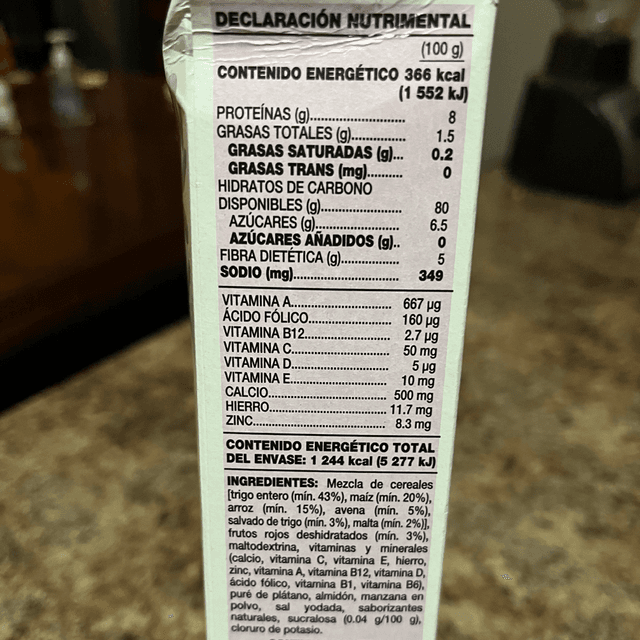 DECLARACIÓN NUTRIMENTAL
(100 g)
CONTENIDO ENERGÉTICO 366 kcal
(1 552 kJ)
PROTEÍNAS (g)............................ 8
GRASAS TOTALES (g)................ 1.5
GRASAS SATURADAS (g)... 0.2
GRASAS TRANS (mg).......... 0
HIDRATOS DE CARBONO
DISPONIBLES (g)........................ 80
AZÚCARES (g)........................ 6.5
AZÚCARES AÑADIDOS (g).. 0
FIBRA DIETÉTICA (g)................. 5
SODIO (mg)............................... 349
VITAMINA A............................. 667 µg
ÁCIDO FÓLICO........................ 160 µg
VITAMINA B12......................... 2.7 µg
VITAMINA C............................. 50 mg
VITAMINA D............................. 5 µg
VITAMINA E............................. 10 mg
CALCIO................................... 500 mg
HIERRO................................... 11.7 mg
ZINC........................................ 8.3 mg
CONTENIDO ENERGÉTICO TOTAL
DEL ENVASE: 1 244 kcal (5 277 kJ)
INGREDIENTES: Mezcla de cereales
[trigo entero (mín. 43%), maíz (mín. 20%),
arroz (mín. 15%), avena (mín. 5%),
salvado de trigo (mín. 3%), malta (mín. 2%)],
frutos rojos deshidratados (mín. 3%),
maltodextrina, vitaminas y minerales
(calcio, vitamina C, vitamina E, hierro,
zinc, vitamina A, vitamina B12, vitamina D,
ácido fólico, vitamina B1, vitamina B6),
puré de plátano, almidón, manzana en
polvo, sal yodada, saborizantes
naturales, sucralosa (0.04 g/100 g),
cloruro de potasio.